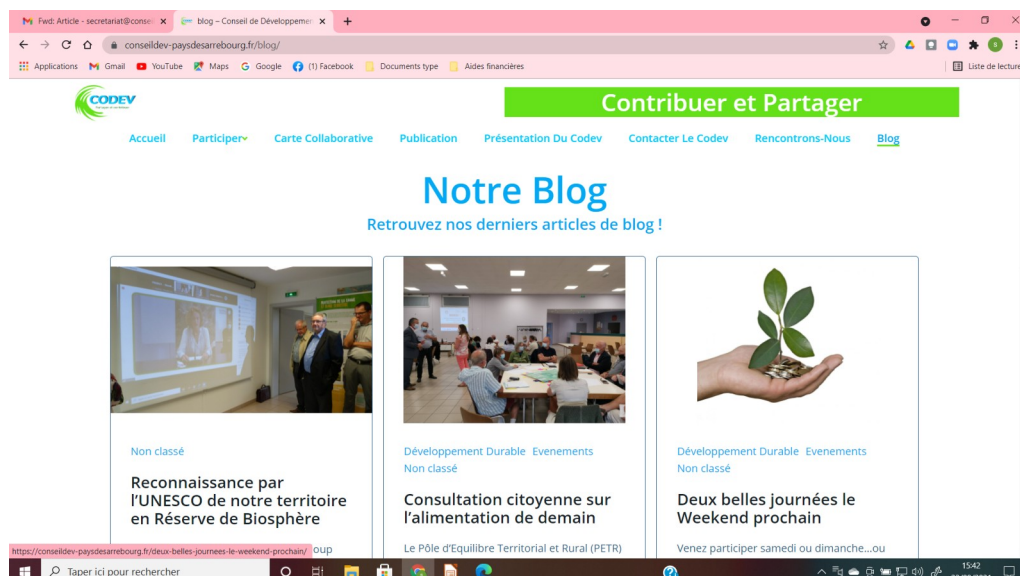 Fwd: Article - secretariat@conseil
blog – Conseil de Développemen
conseildev-paysdesarrebourg.fr/blog/
Applications
Gmail
YouTube
Maps
Google
(1) Facebook
Documents type
Aides financières
Liste de lecture
CODEV
Contribuer et Partager
Accueil
Participer
Carte Collaborative
Publication
Présentation Du Codev
Contacter Le Codev
Rencontrons-Nous
Blog
Notre Blog
Retrouvez nos derniers articles de blog !
Non classé
Reconnaissance par
l’UNESCO de notre territoire
en Réserve de Biosphère
oup
Développement Durable Evenements
Non classé
Consultation citoyenne sur
l’alimentation de demain
Le Pôle d’Equilibre Territorial et Rural (PETR)
Développement Durable Evenements
Non classé
Deux belles journées le
Weekend prochain
Venez participer samedi ou dimanche…ou
https://conseildev-paysdesarrebourg.fr/deux-belles-journees-le-weekend-prochain/
Taper ici pour rechercher
15:42